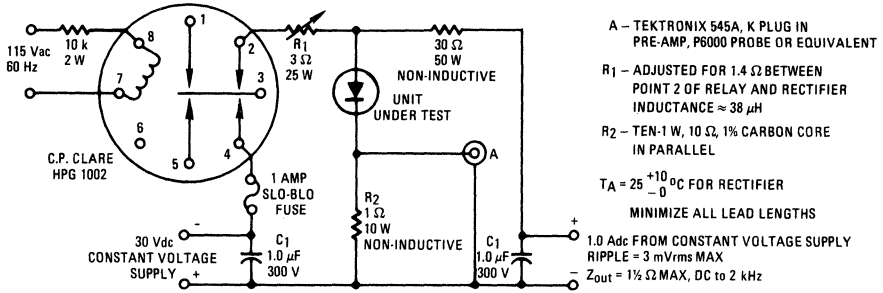 115 Vac
60 Hz
10 k
2 W
8
7
6
5
1
2
3
4
C.P. CLARE
HPG 1002
1 AMP
SLO-BLO
FUSE
30 Vdc
CONSTANT VOLTAGE
SUPPLY
-
+
C1
1.0 µF
300 V
R1
3 Ω
25 W
30 Ω
50 W
NON-INDUCTIVE
UNIT
UNDER TEST
A
R2
1 Ω
10 W
NON-INDUCTIVE
C1
1.0 µF
300 V
+
1.0 Adc FROM CONSTANT VOLTAGE SUPPLY
RIPPLE = 3 mVrms MAX
–
Zout = 1½ Ω MAX, DC to 2 kHz
A – TEKTRONIX 545A, K PLUG IN
PRE-AMP, P6000 PROBE OR EQUIVALENT
R1 – ADJUSTED FOR 1.4 Ω BETWEEN
POINT 2 OF RELAY AND RECTIFIER
INDUCTANCE ≈ 38 µH
R2 – TEN-1 W, 10 Ω, 1% CARBON CORE
IN PARALLEL
TA = 25 +10 -0 °C FOR RECTIFIER
MINIMIZE ALL LEAD LENGTHS